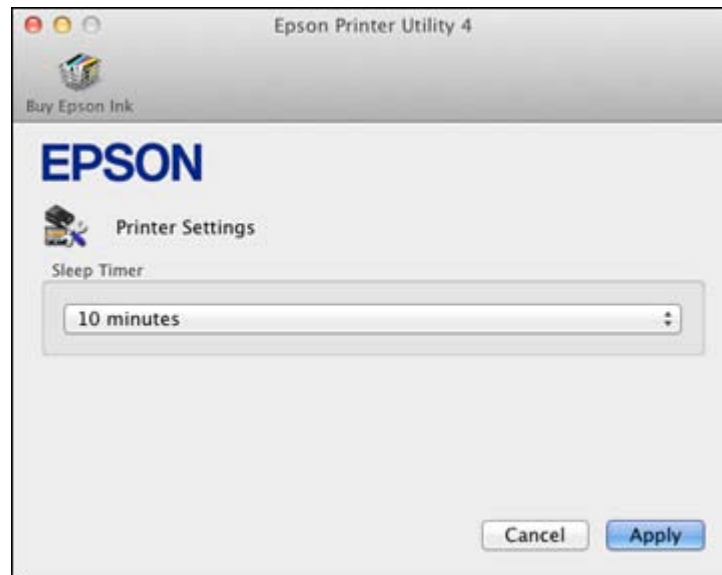 Epson Printer Utility 4
Buy Epson Ink
EPSON
Printer Settings
Sleep Timer
10 minutes
Cancel Apply